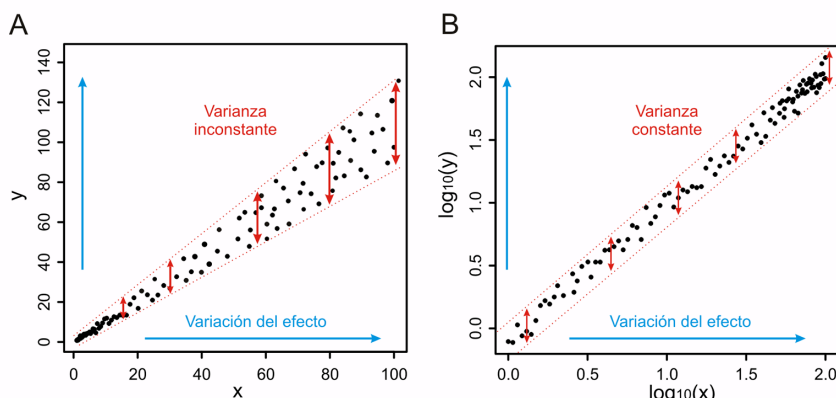 A
140
120
100
80
60
40
20
0
y
Varianza
inconstante
Variación del efecto
0 20 40 60 80 100
x
B
2.0
1.5
1.0
0.5
0.0
log10(y)
Varianza
constante
Variación del efecto
0.0 0.5 1.0 1.5 2.0
log10(x)